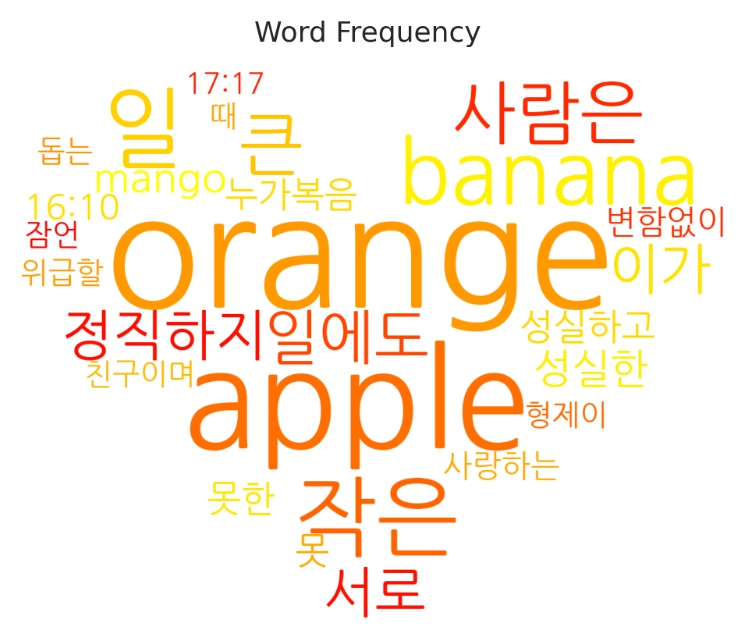 Word Frequency
17:17
일
때
큰
사람은
돕는
mango
누가복음
banana
16:10
잠언
orange
변함없이
위급할
이가
정직하지
일에도
성실하고
친구이며
apple
성실한
형제이
사랑하는
못한
작은
못
서로